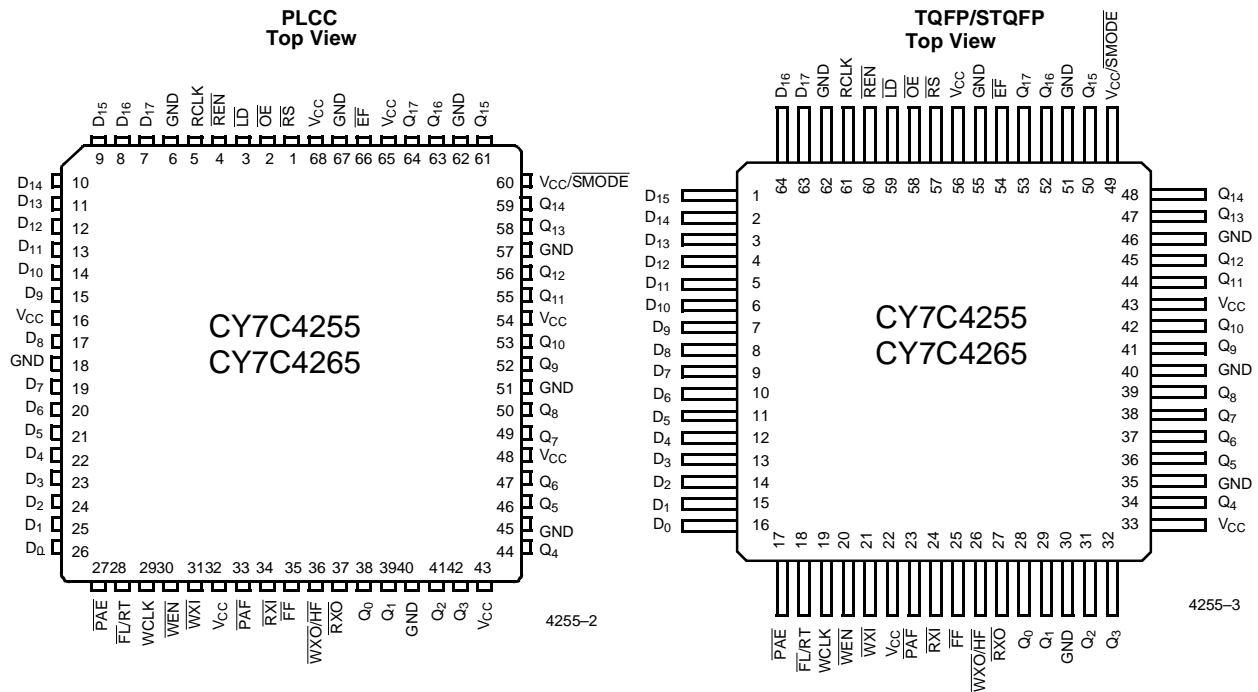 PLCC
Top View
D15 D16 D17 GND RCLK REN LD OE RS VCC GND EF VCC Q17 Q16 GND Q15
9 8 7 6 5 4 3 2 1 68 67 66 65 64 63 62 61
D14 10
D13 11
D12 12
D11 13
D10 14
D9 15
VCC 16
D8 17
GND 18
D7 19
D6 20
D5 21
D4 22
D3 23
D2 24
D1 25
D0 26
CY7C4255
CY7C4265
60 VCC/SMODE
59 Q14
58 Q13
57 GND
56 Q12
55 Q11
54 VCC
53 Q10
52 Q9
51 GND
50 Q8
49 Q7
48 VCC
47 Q6
46 Q5
45 GND
44 Q4
27 28 29 30 31 32 33 34 35 36 37 38 39 40 41 42 43
PAE FL/RT WCLK WEN WXI VCC PAF RXI FF WXO/HF RXO Q0 Q1 GND Q2 Q3 VCC
4255–2
TQFP/STQFP
Top View
D16 D17 GND RCLK REN LD OE RS VCC GND EF Q17 Q16 GND Q15 VCC/SMODE
64 63 62 61 60 59 58 57 56 55 54 53 52 51 50 49
D15 1
D14 2
D13 3
D12 4
D11 5
D10 6
D9 7
D8 8
D7 9
D6 10
D5 11
D4 12
D3 13
D2 14
D1 15
D0 16
CY7C4255
CY7C4265
48 Q14
47 Q13
46 GND
45 Q12
44 Q11
43 VCC
42 Q10
41 Q9
40 GND
39 Q8
38 Q7
37 Q6
36 Q5
35 GND
34 Q4
33 VCC
17 18 19 20 21 22 23 24 25 26 27 28 29 30 31 32
PAE FL/RT WCLK WEN WXI VCC PAF RXI FF WXO/HF RXO Q0 Q1 GND Q2 Q3
4255–3